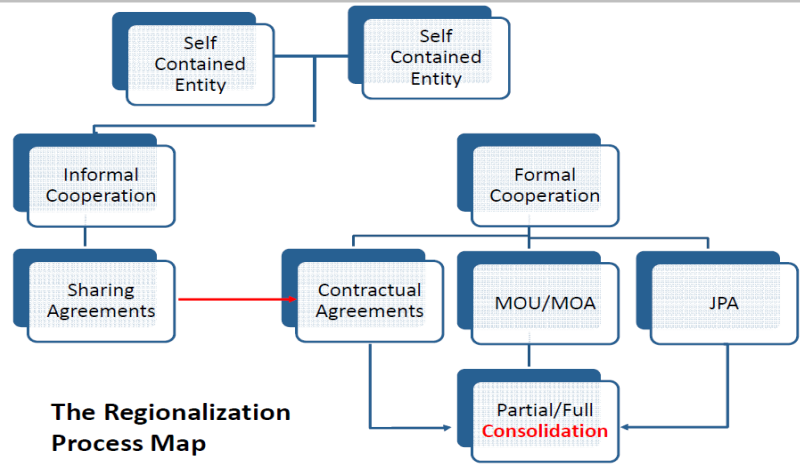 Self
Contained
Entity
Self
Contained
Entity
Informal
Cooperation
Formal
Cooperation
Sharing
Agreements
Contractual
Agreements
MOU/MOA
JPA
Partial/Full
Consolidation
The Regionalization
Process Map